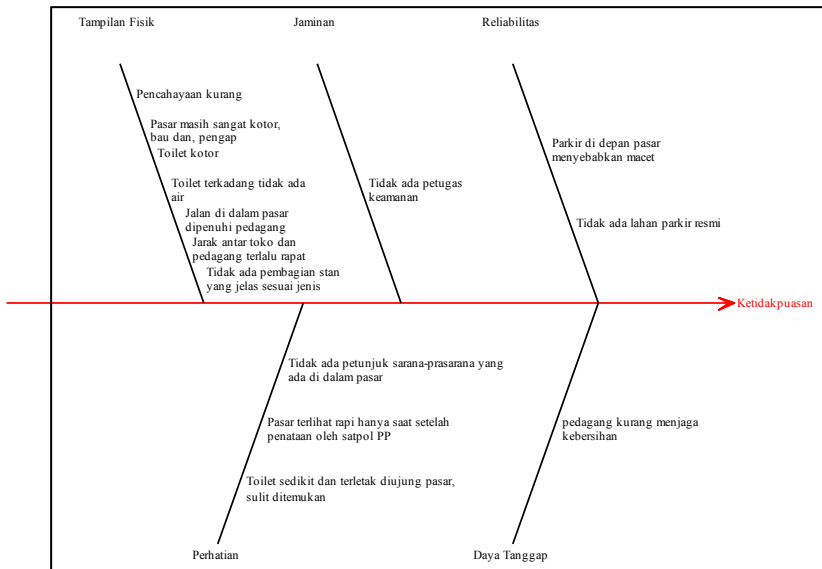 Tampilan Fisik
Jaminan
Reliabilitas
Pencahayaan kurang
Pasar masih sangat kotor,
bau dan, pengap
Toilet kotor
Toilet terkadang tidak ada
air
Jalan di dalam pasar
dipenuhi pedagang
Jarak antar toko dan
pedagang terlalu rapat
Tidak ada pembagian stan
yang jelas sesuai jenis
Tidak ada petugas
keamanan
Parkir di depan pasar
menyebabkan macet
Tidak ada lahan parkir resmi
Ketidakpuasan
Tidak ada petunjuk sarana-prasarana yang
ada di dalam pasar
Pasar terlihat rapi hanya saat setelah
penataan oleh satpol PP
Toilet sedikit dan terletak diujung pasar,
sulit ditemukan
pedagang kurang menjaga
kebersihan
Perhatian
Daya Tanggap